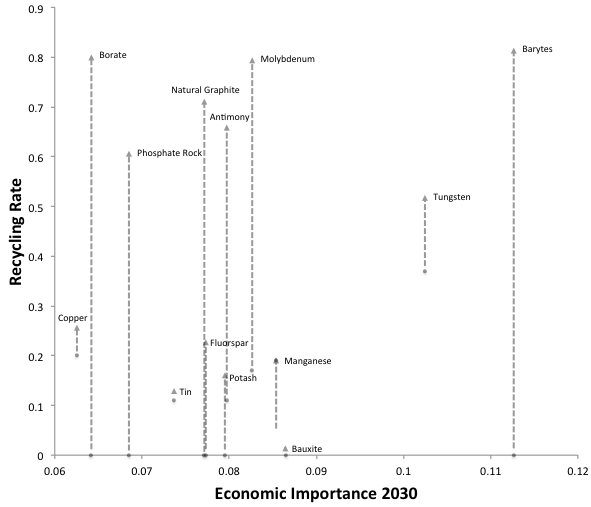 0.9
0.8
0.7
0.6
0.5
0.4
0.3
0.2
0.1
0
Recycling Rate
Borate
Molybdenum
Barytes
Natural Graphite
Antimony
Phosphate Rock
Tungsten
Copper
Fluorspar
Manganese
Potash
Tin
Bauxite
0.06 0.07 0.08 0.09 0.1 0.11 0.12
Economic Importance 2030